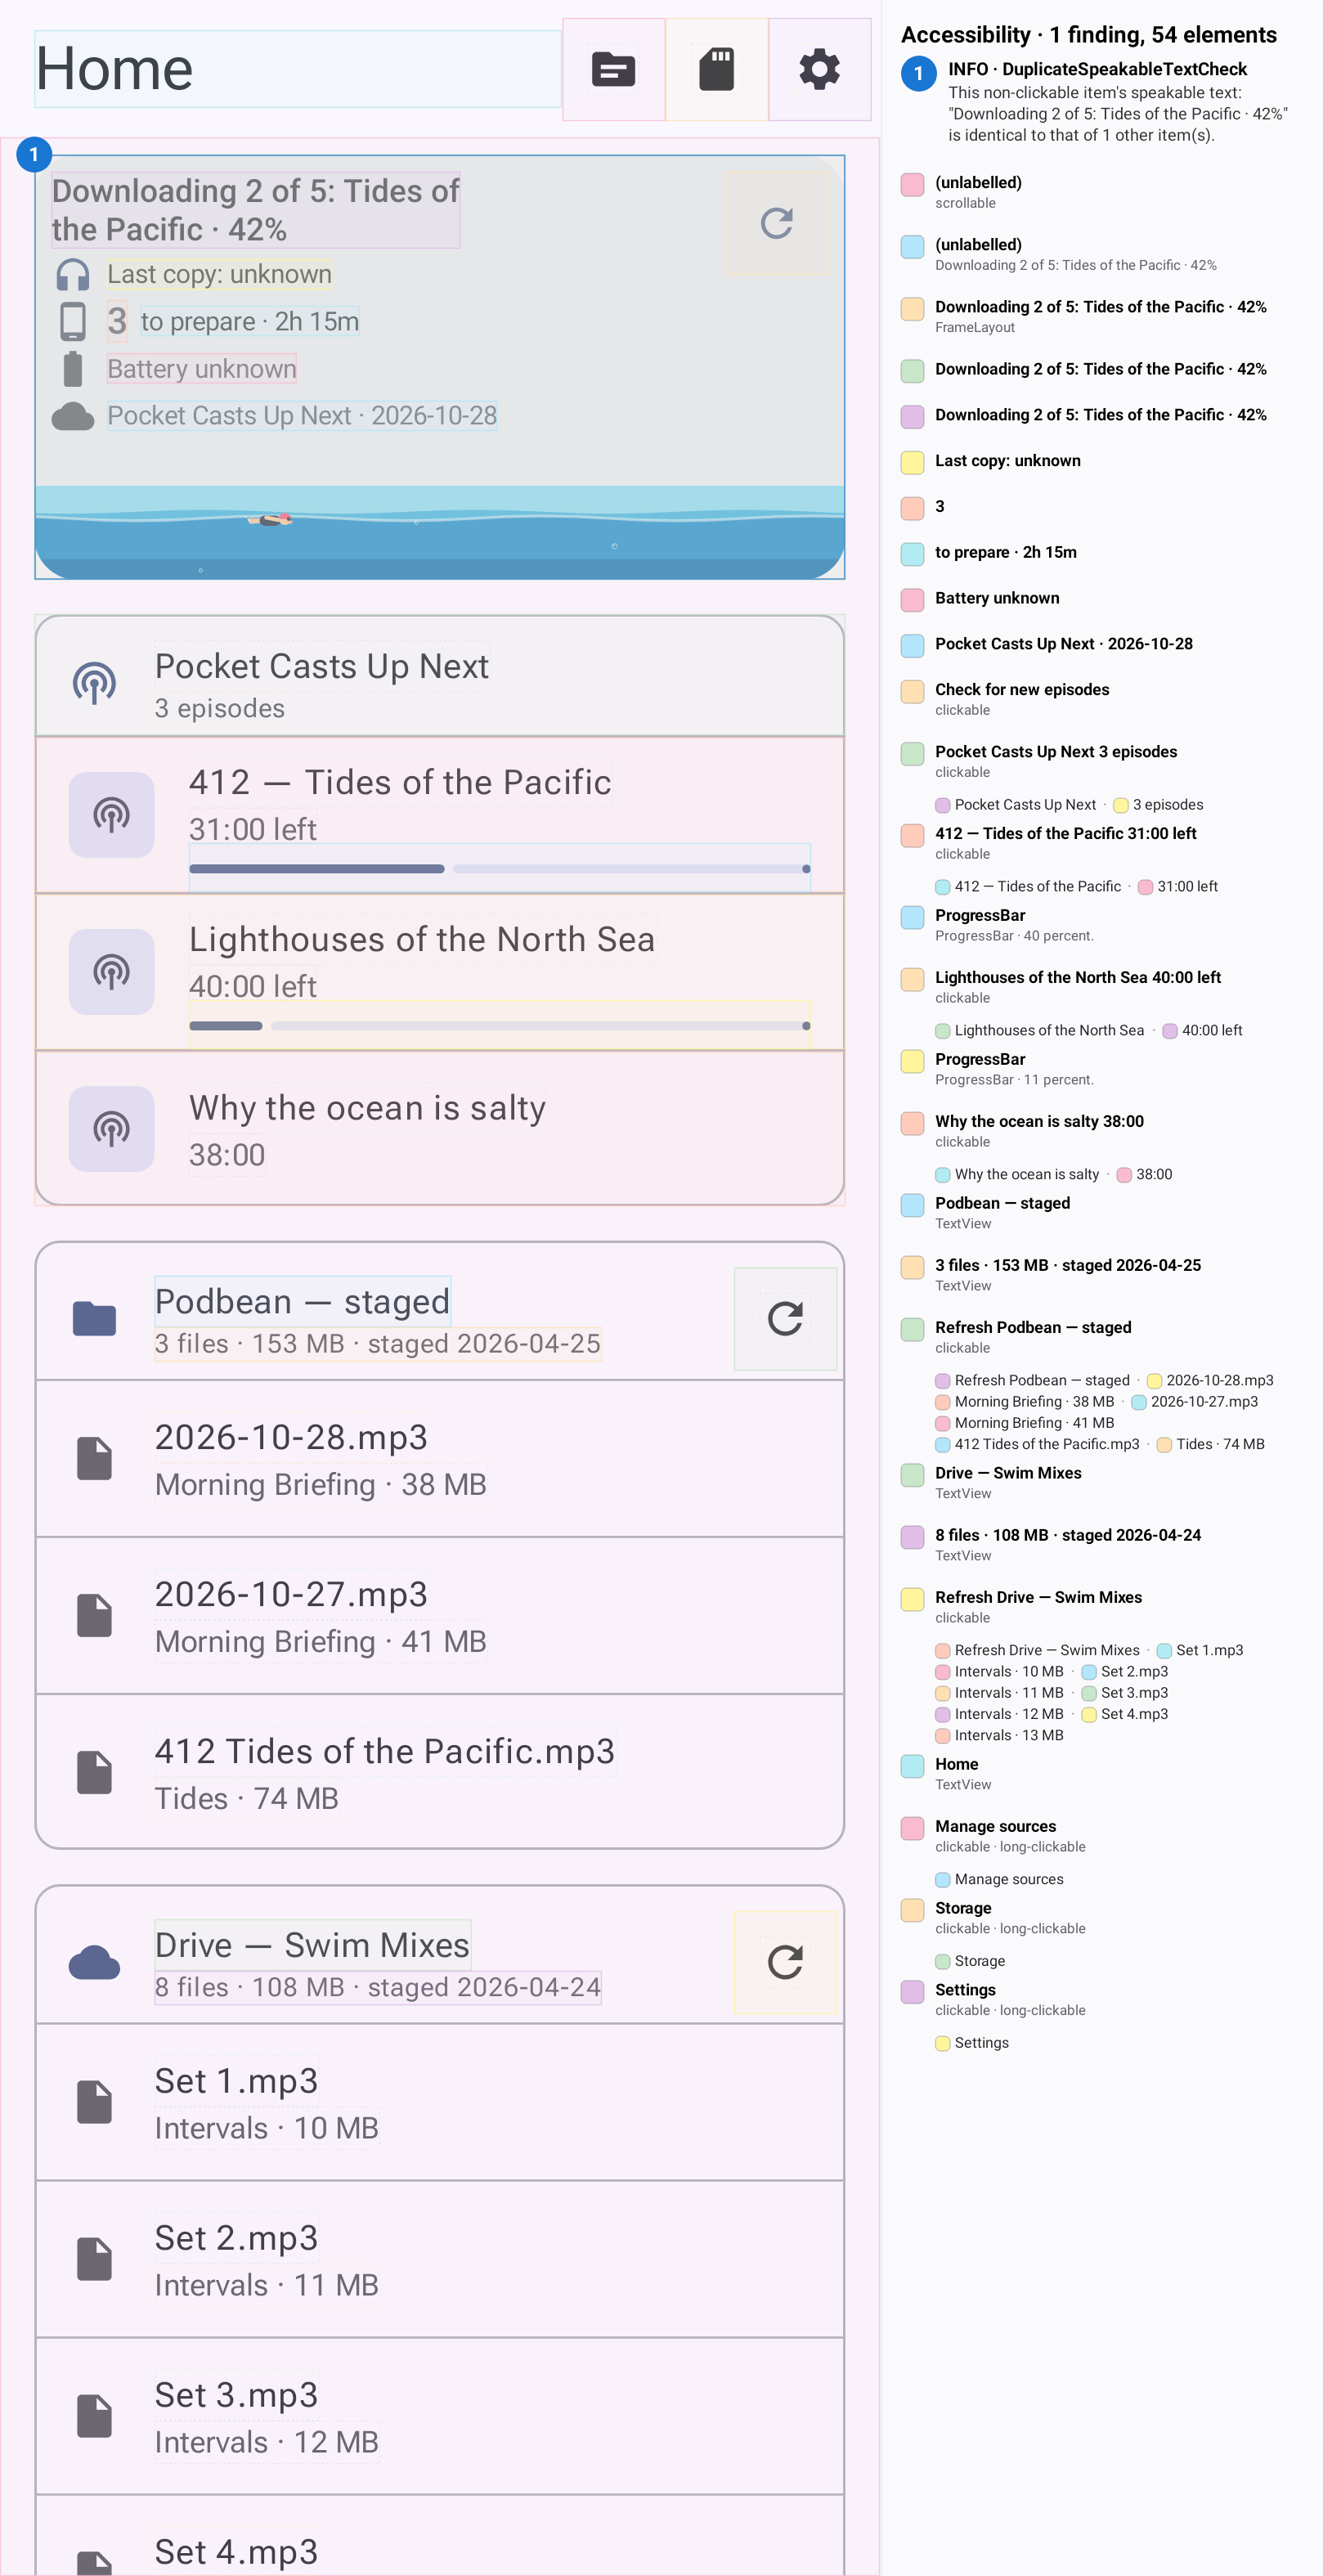 Home
1
Downloading 2 of 5: Tides of
the Pacific · 42%
Last copy: unknown
3 to prepare · 2h 15m
Battery unknown
Pocket Casts Up Next · 2026-10-28
Pocket Casts Up Next
3 episodes
412 — Tides of the Pacific
31:00 left
Lighthouses of the North Sea
40:00 left
Why the ocean is salty
38:00
Podbean — staged
3 files · 153 MB · staged 2026-04-25
2026-10-28.mp3
Morning Briefing · 38 MB
2026-10-27.mp3
Morning Briefing · 41 MB
412 Tides of the Pacific.mp3
Tides · 74 MB
Drive — Swim Mixes
8 files · 108 MB · staged 2026-04-24
Set 1.mp3
Intervals · 10 MB
Set 2.mp3
Intervals · 11 MB
Set 3.mp3
Intervals · 12 MB
Set 4.mp3
Accessibility · 1 finding, 54 elements
1 INFO · DuplicateSpeakableTextCheck
This non-clickable item's speakable text:
"Downloading 2 of 5: Tides of the Pacific · 42%"
is identical to that of 1 other item(s).
(unlabelled)
scrollable
(unlabelled)
Downloading 2 of 5: Tides of the Pacific · 42%
Downloading 2 of 5: Tides of the Pacific · 42%
FrameLayout
Downloading 2 of 5: Tides of the Pacific · 42%
Downloading 2 of 5: Tides of the Pacific · 42%
Last copy: unknown
3
to prepare · 2h 15m
Battery unknown
Pocket Casts Up Next · 2026-10-28
Check for new episodes
clickable
Pocket Casts Up Next 3 episodes
clickable
Pocket Casts Up Next · 3 episodes
412 — Tides of the Pacific 31:00 left
clickable
412 — Tides of the Pacific · 31:00 left
ProgressBar
ProgressBar · 40 percent.
Lighthouses of the North Sea 40:00 left
clickable
Lighthouses of the North Sea · 40:00 left
ProgressBar
ProgressBar · 11 percent.
Why the ocean is salty 38:00
clickable
Why the ocean is salty · 38:00
Podbean — staged
TextView
3 files · 153 MB · staged 2026-04-25
TextView
Refresh Podbean — staged
clickable
Refresh Podbean — staged · 2026-10-28.mp3
Morning Briefing · 38 MB · 2026-10-27.mp3
Morning Briefing · 41 MB
412 Tides of the Pacific.mp3 · Tides · 74 MB
Drive — Swim Mixes
TextView
8 files · 108 MB · staged 2026-04-24
TextView
Refresh Drive — Swim Mixes
clickable
Refresh Drive — Swim Mixes · Set 1.mp3
Intervals · 10 MB · Set 2.mp3
Intervals · 11 MB · Set 3.mp3
Intervals · 12 MB · Set 4.mp3
Intervals · 13 MB
Home
TextView
Manage sources
clickable · long-clickable
Manage sources
Storage
clickable · long-clickable
Storage
Settings
clickable · long-clickable
Settings